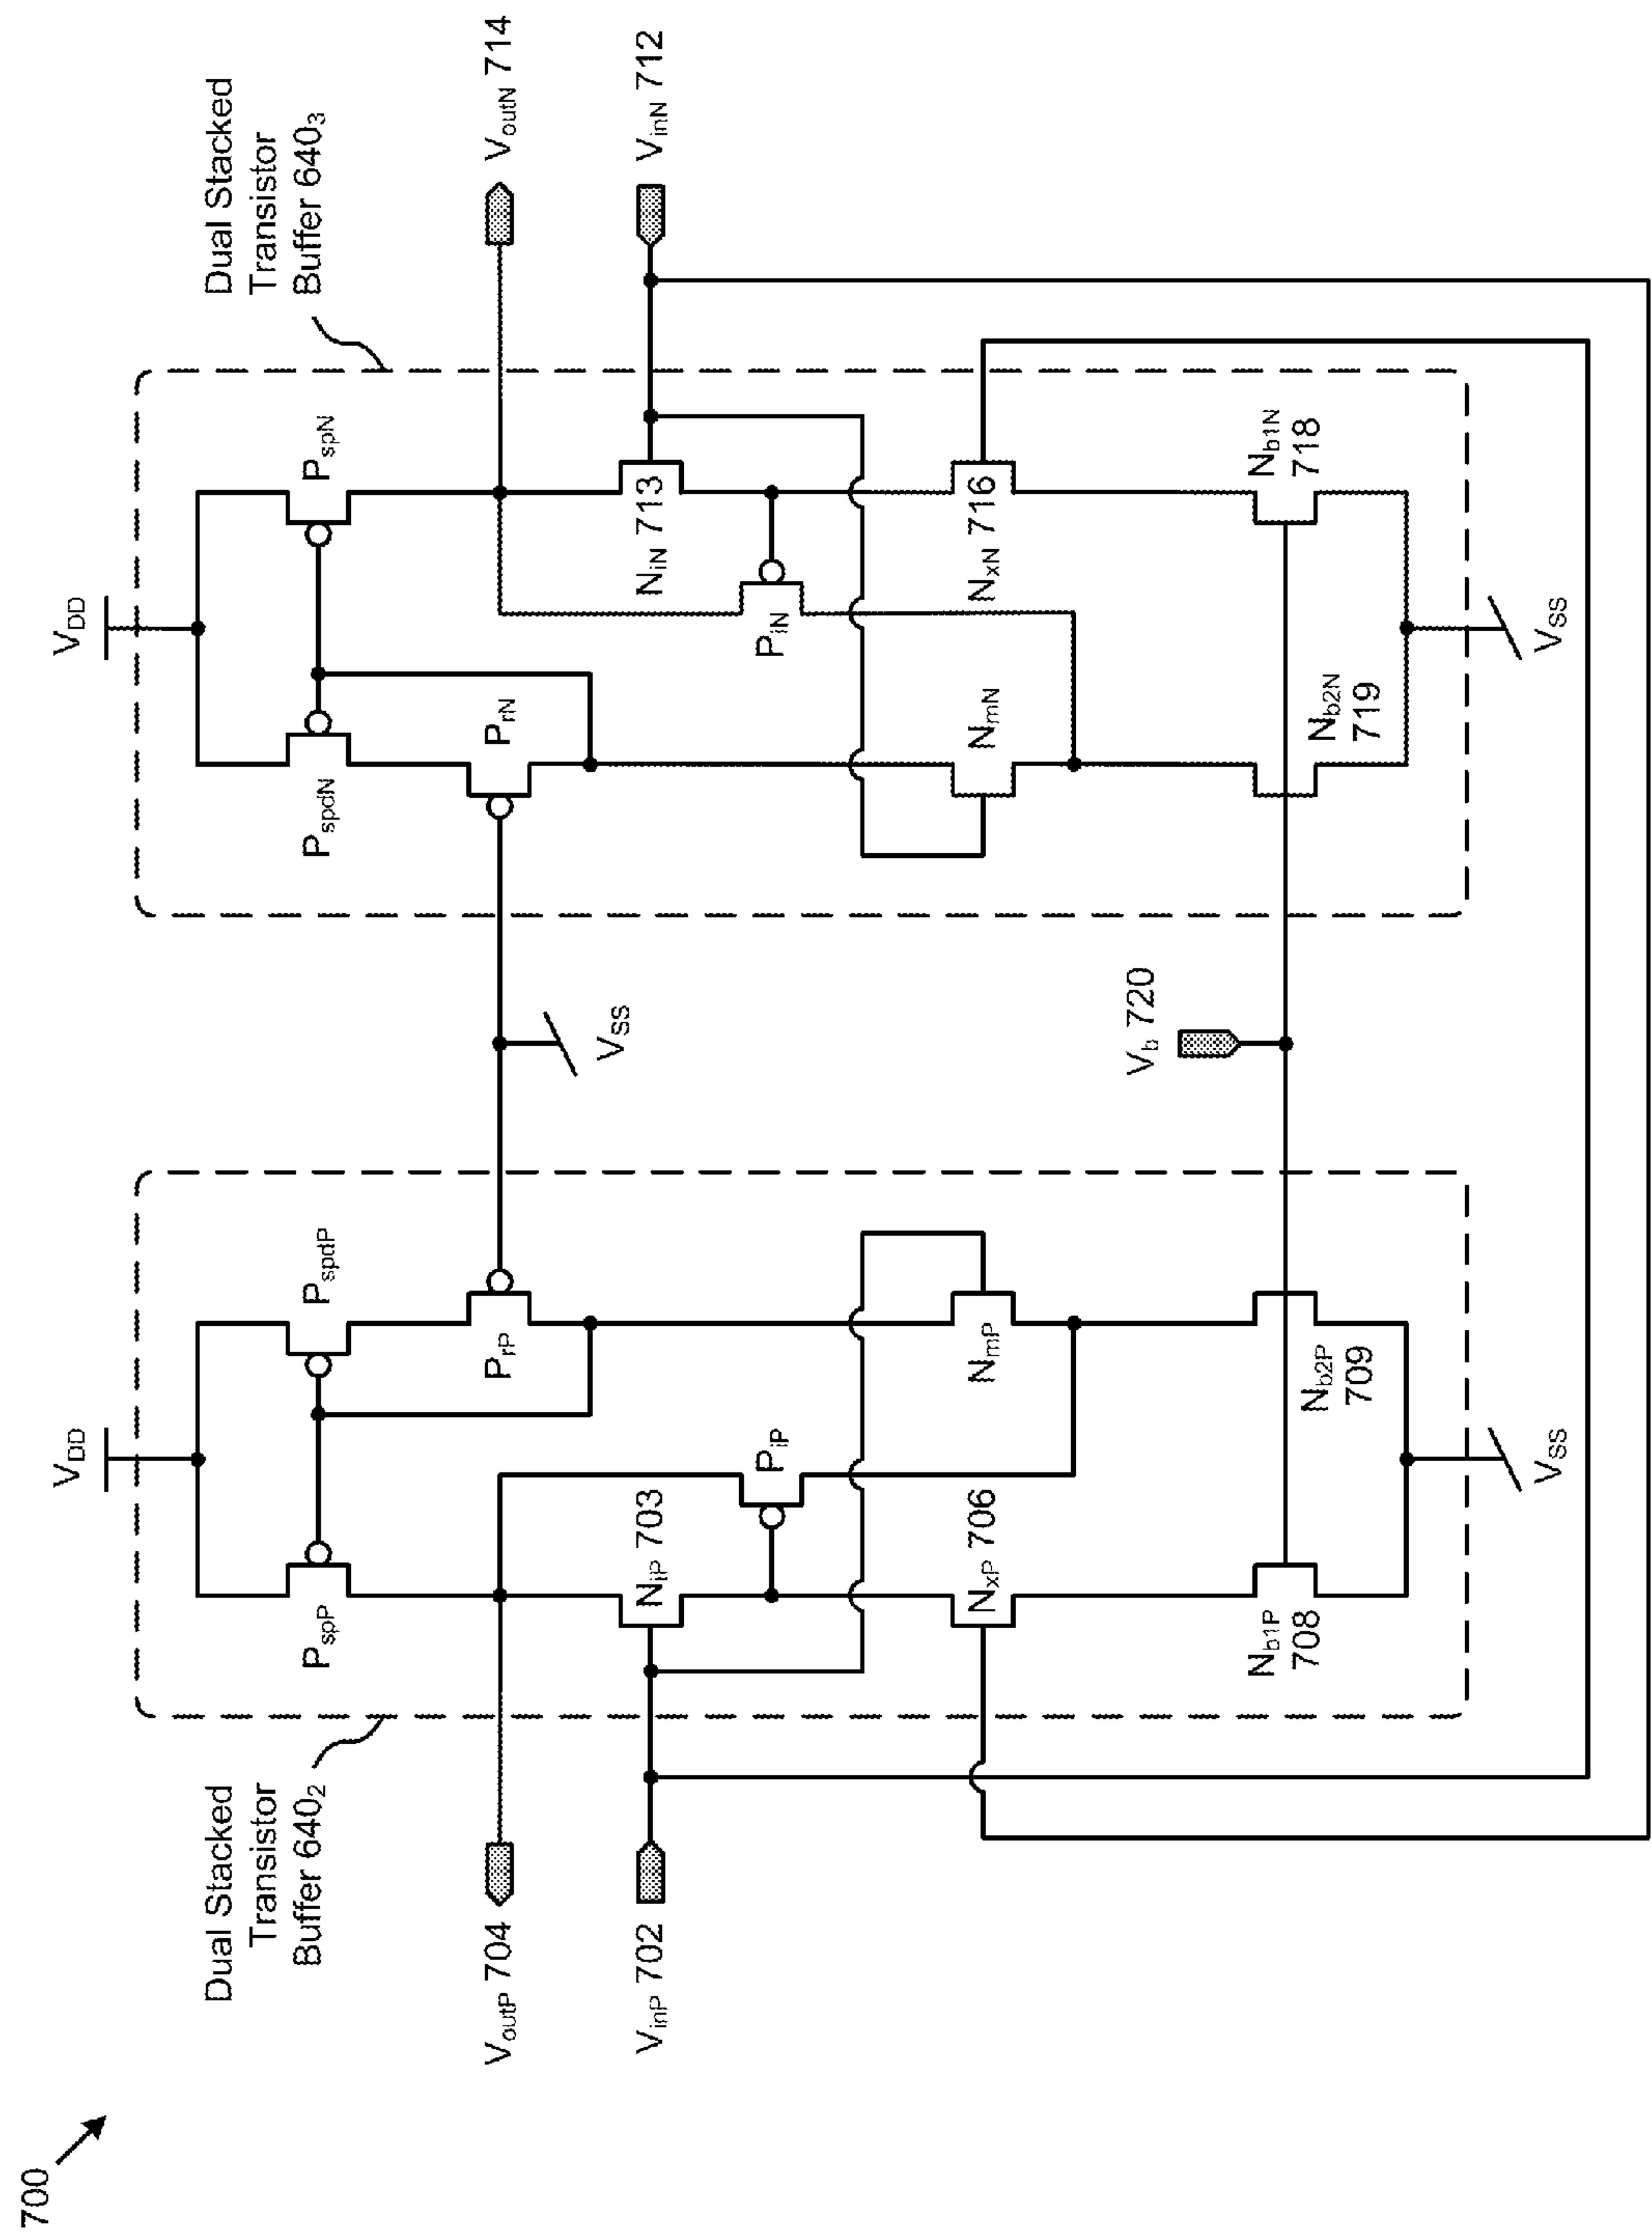 700
Dual Stacked
Transistor
Buffer 640₂
Dual Stacked
Transistor
Buffer 640₃
V_DD
V_DD
P_spP
P_spdP
P_spdN
P_spN
V_outP 704
P_rP
P_rN
V_outN 714
V_SS
V_inP 702
N_iP 703
N_iN 713
V_inN 712
P_iP
P_iN
N_xP 706
N_mP
N_mN
N_xN 716
V_b 720
N_b1P
708
N_b2P
709
N_b2N
719
N_b1N
718
V_SS
V_SS